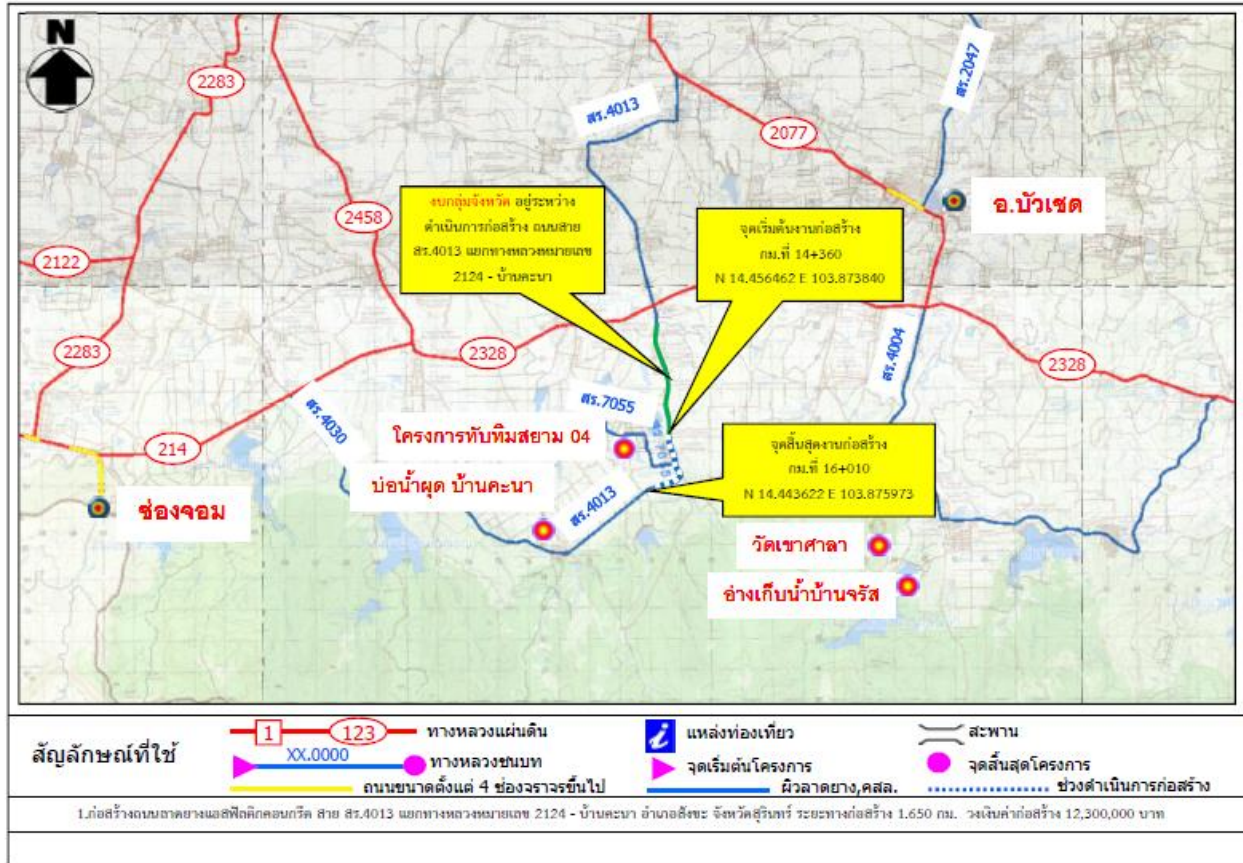 N
2283
2458
สร.4013
2077
สร.2047
อ.บัวเชด
งบกลุ่มจังหวัด อยู่ระหว่าง
ดำเนินการก่อสร้าง ถนนสาย
สร.4013 แยกทางหลวงหมายเลข
2124 - บ้านคะนา
จุดเริ่มต้นงานก่อสร้าง
กม.ที่ 14+360
N 14.456462 E 103.873840
2122
2283
2328
สร.4004
2328
สร.7055
สร.4030
214
โครงการทับทิมสยาม 04
บ่อน้ำผุด บ้านคะนา
สร.4013
จุดสิ้นสุดงานก่อสร้าง
กม.ที่ 16+010
N 14.443622 E 103.875973
ช่องจอม
วัดเขาศาลา
อ่างเก็บน้ำบ้านจรัส
สัญลักษณ์ที่ใช้
1 123 ทางหลวงแผ่นดิน
i แหล่งท่องเที่ยว
สะพาน
XX.0000 ทางหลวงชนบท
จุดเริ่มต้นโครงการ
จุดสิ้นสุดโครงการ
ถนนขนาดตั้งแต่ 4 ช่องจราจรขึ้นไป
ผิวลาดยาง,คสล.
ช่วงดำเนินการก่อสร้าง
1.ก่อสร้างถนนลาดยางแอสฟัลติกคอนกรีต สาย สร.4013 แยกทางหลวงหมายเลข 2124 - บ้านคะนา อำเภอสังขะ จังหวัดสุรินทร์ ระยะทางก่อสร้าง 1.650 กม. วงเงินค่าก่อสร้าง 12,300,000 บาท